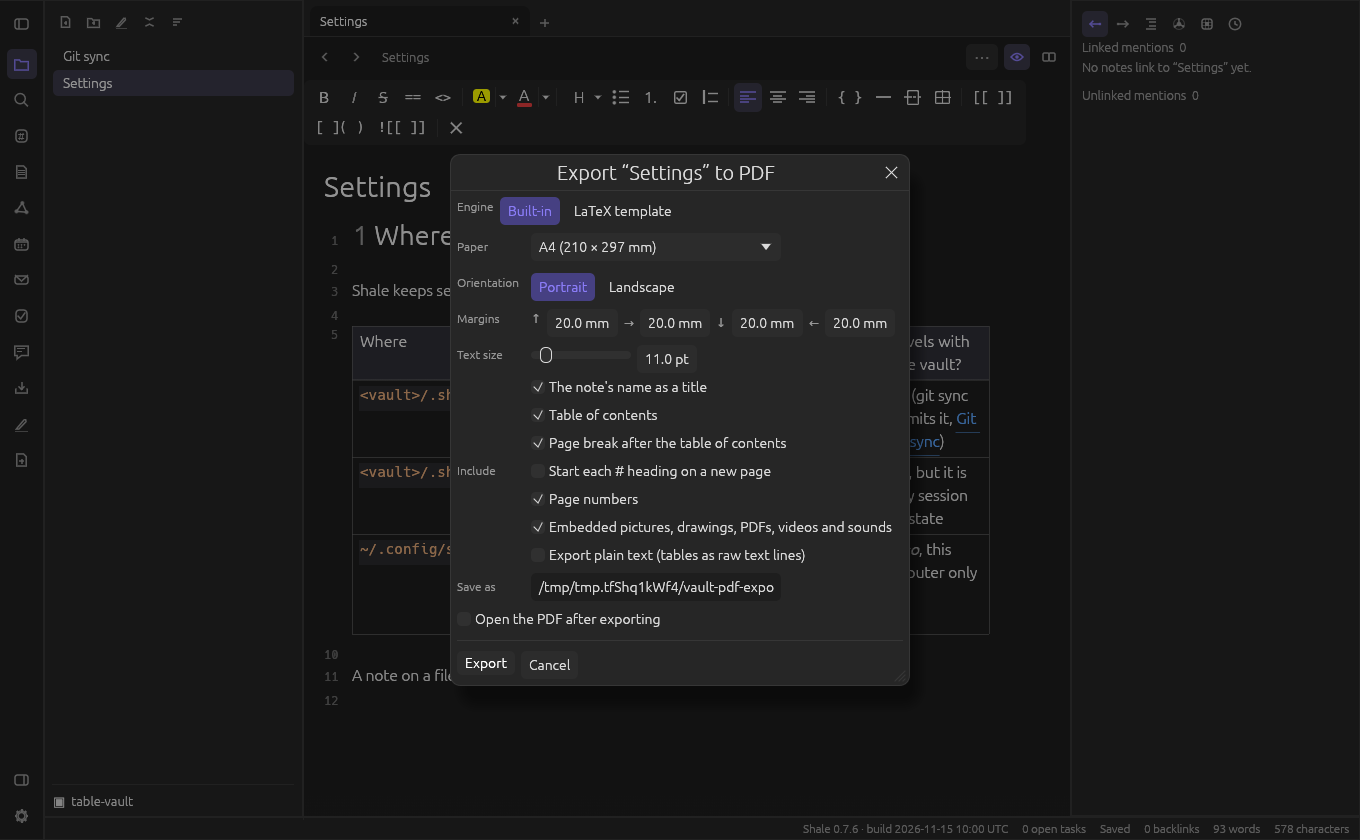 Git sync
Settings
table-vault
Settings
Settings
B I S == <> A A H 1. { } [[ ]]
[ ]( ) ![[ ]]
Settings
1 1 Where
2
3 Shale keeps se
4
5 Where
vels with
e vault?
<vault>/.sh
(git sync
mits it, Git
sync)
<vault>/.sh
, but it is
y session
state
~/.config/s
o, this
outer only
10
11 A note on a file
12
Export “Settings” to PDF
Engine Built-in LaTeX template
Paper A4 (210 × 297 mm)
Orientation Portrait Landscape
Margins ↑ 20.0 mm → 20.0 mm ↓ 20.0 mm ← 20.0 mm
Text size 11.0 pt
The note's name as a title
Table of contents
Page break after the table of contents
Include Start each # heading on a new page
Page numbers
Embedded pictures, drawings, PDFs, videos and sounds
Export plain text (tables as raw text lines)
Save as /tmp/tmp.tfShq1kWf4/vault-pdf-expo
Open the PDF after exporting
Export Cancel
Linked mentions 0
No notes link to “Settings” yet.
Unlinked mentions 0
Shale 0.7.6 · build 2026-11-15 10:00 UTC 0 open tasks Saved 0 backlinks 93 words 578 characters